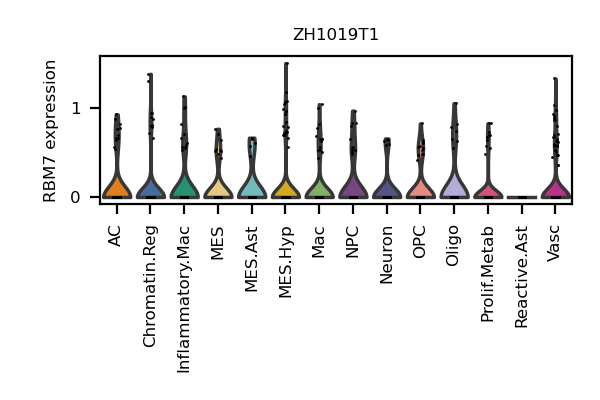 ZH1019T1
RBM7 expression
1
0
AC
Chromatin.Reg
Inflammatory.Mac
MES
MES.Ast
MES.Hyp
Mac
NPC
Neuron
OPC
Oligo
Prolif.Metab
Reactive.Ast
Vasc